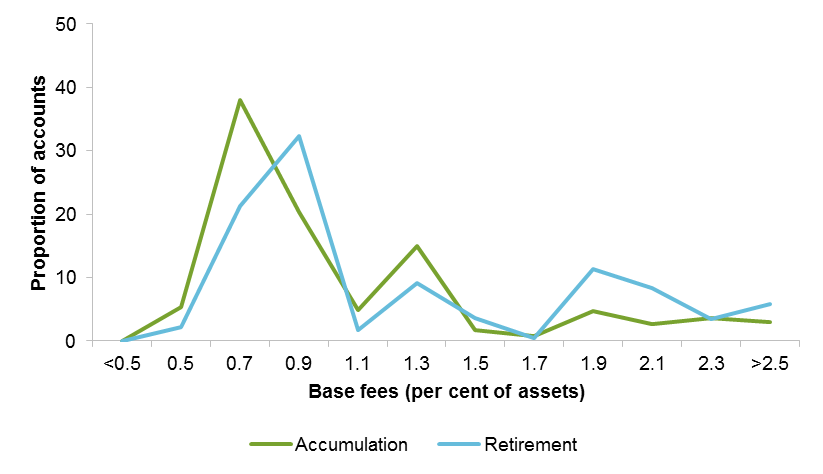 50
40
30
20
10
0
Proportion of accounts
<0.5 0.5 0.7 0.9 1.1 1.3 1.5 1.7 1.9 2.1 2.3 >2.5
Base fees (per cent of assets)
Accumulation Retirement